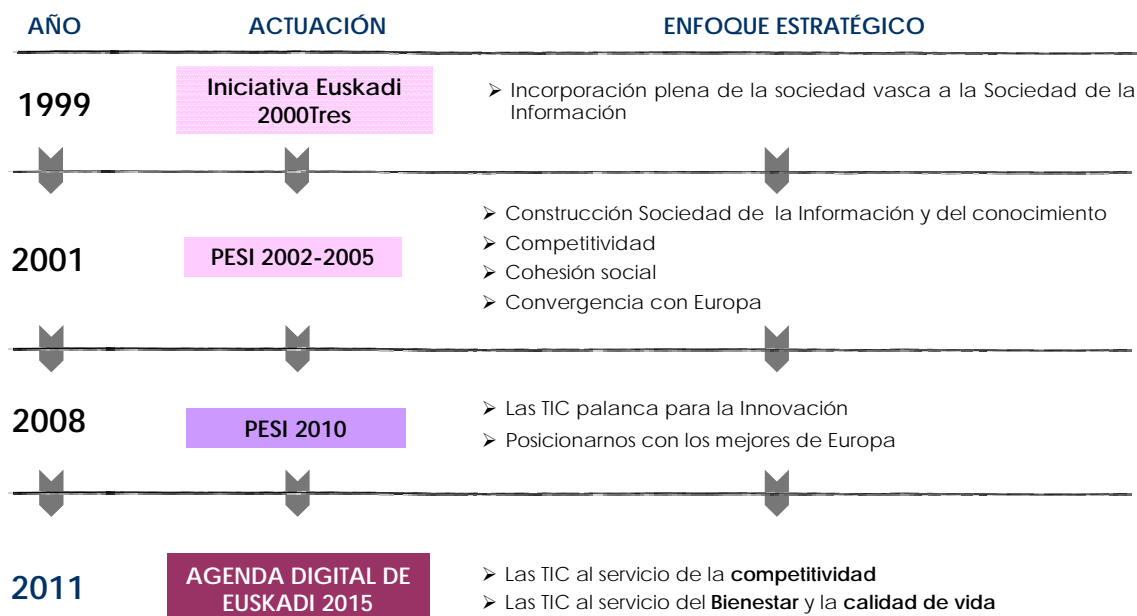 AÑO ACTUACIÓN ENFOQUE ESTRATÉGICO
1999
Iniciativa Euskadi
2000Tres
➢ Incorporación plena de la sociedad vasca a la Sociedad de la
Información
2001
PESI 2002-2005
➢ Construcción Sociedad de la Información y del conocimiento
➢ Competitividad
➢ Cohesión social
➢ Convergencia con Europa
2008
PESI 2010
➢ Las TIC palanca para la Innovación
➢ Posicionarnos con los mejores de Europa
2011
AGENDA DIGITAL DE
EUSKADI 2015
➢ Las TIC al servicio de la competitividad
➢ Las TIC al servicio del Bienestar y la calidad de vida